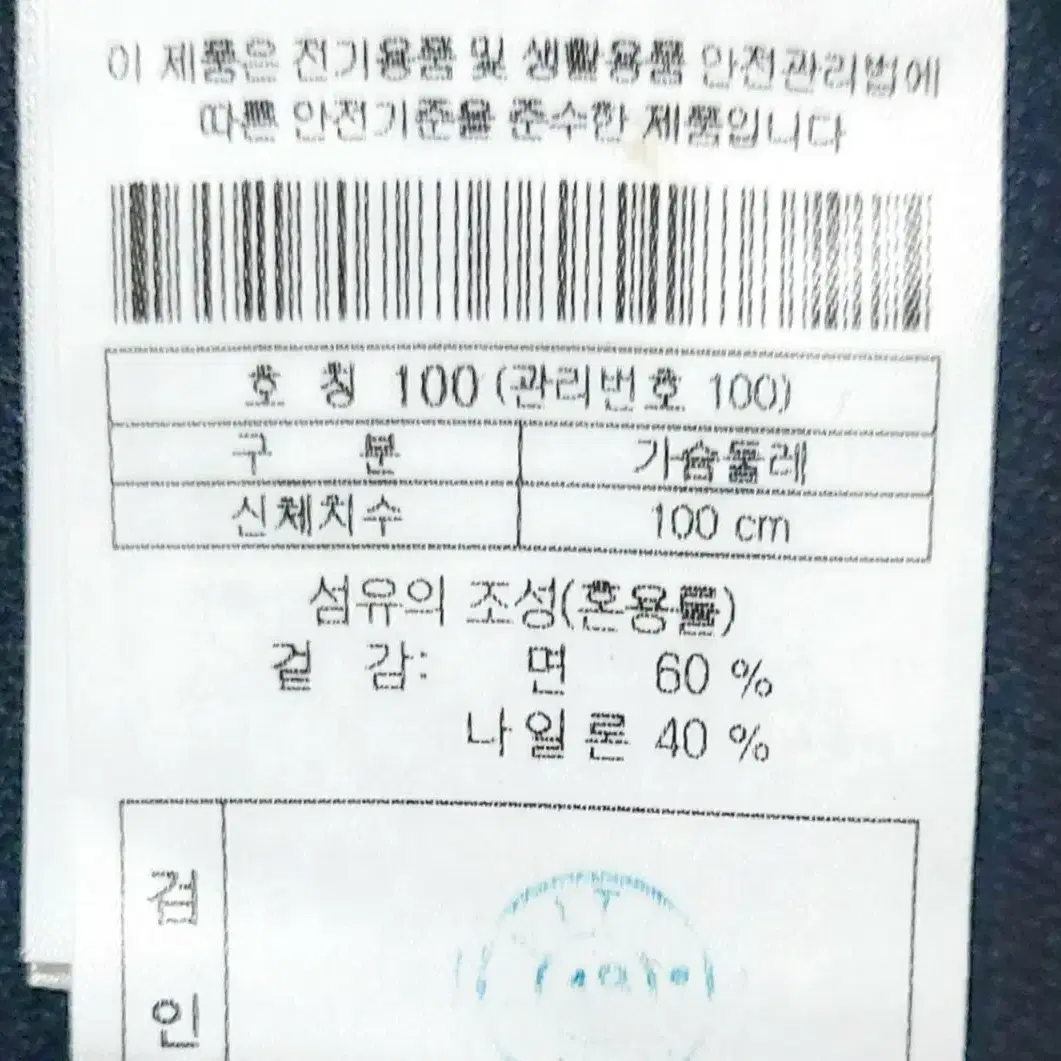 이 제품은 전기용품 및 생활용품 안전관리법에
따른 안전기준을 준수한 제품입니다
호 칭 100 (관리번호 100)
구 분 가슴둘레
신체치수 100 cm
섬유의 조성(혼용률)
겉 감: 면 60 %
나일론 40 %
검
인